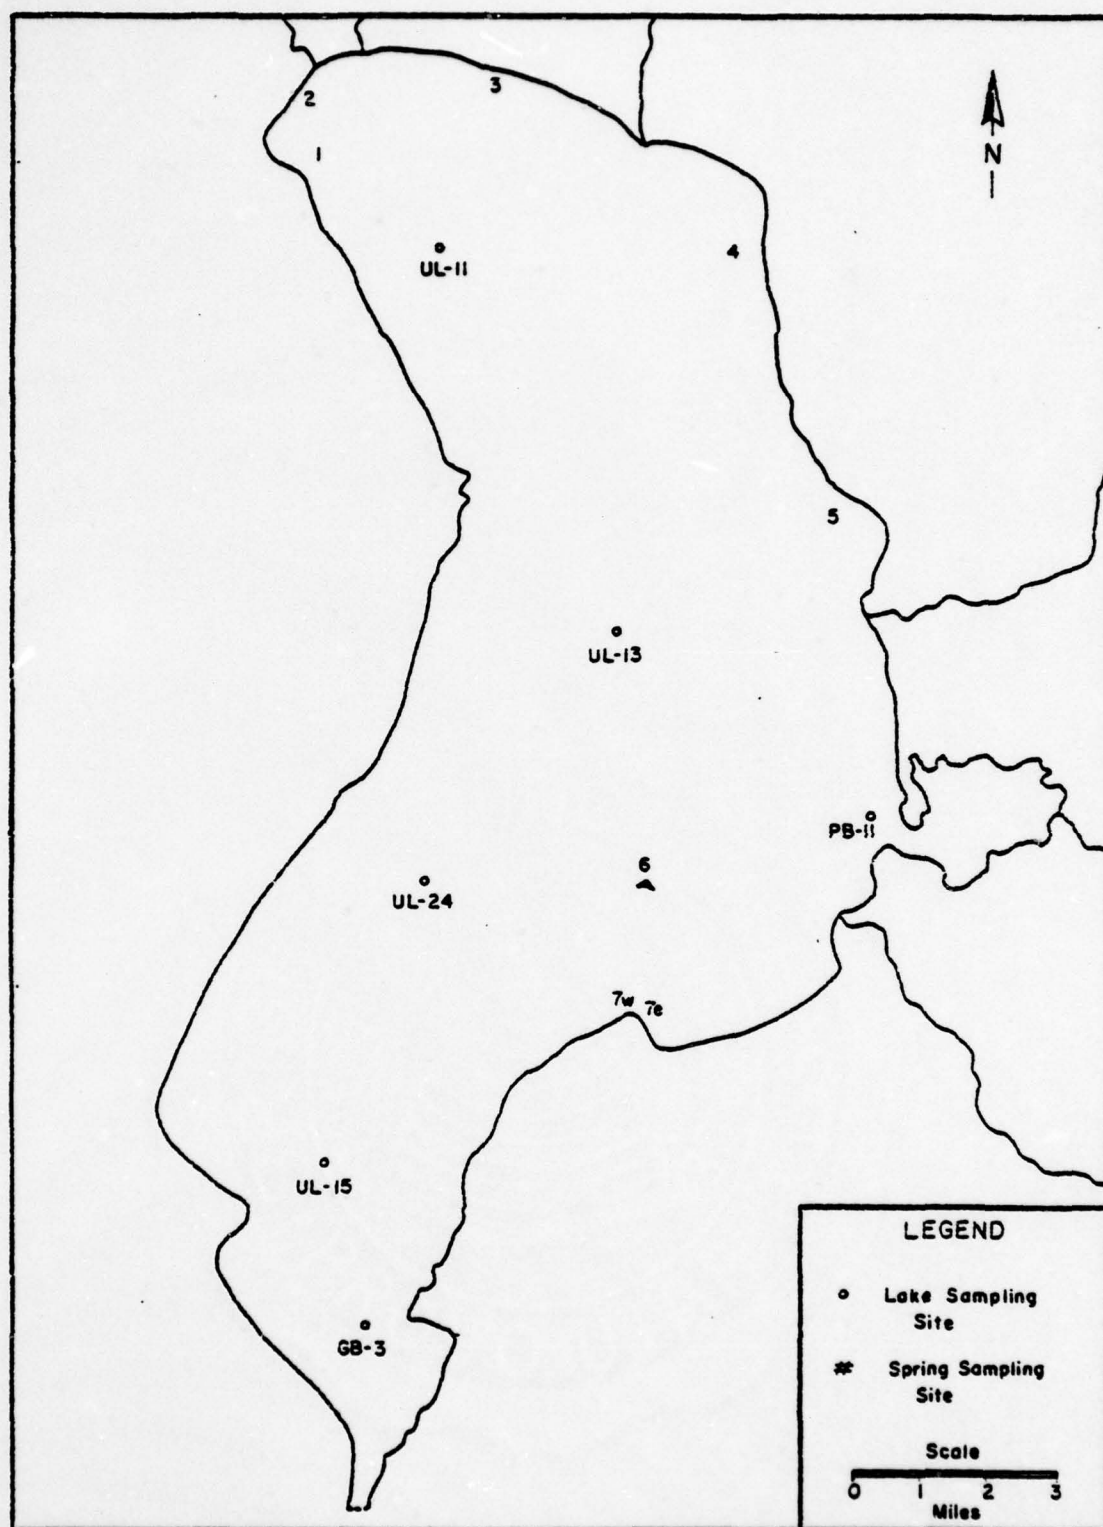 3
2
1
N
4
UL-11
5
UL-13
PB-11
6
UL-24
7w 7e
UL-15
GB-3
LEGEND
Lake Sampling
Site
# Spring Sampling
Site
Scale
0 1 2 3
Miles